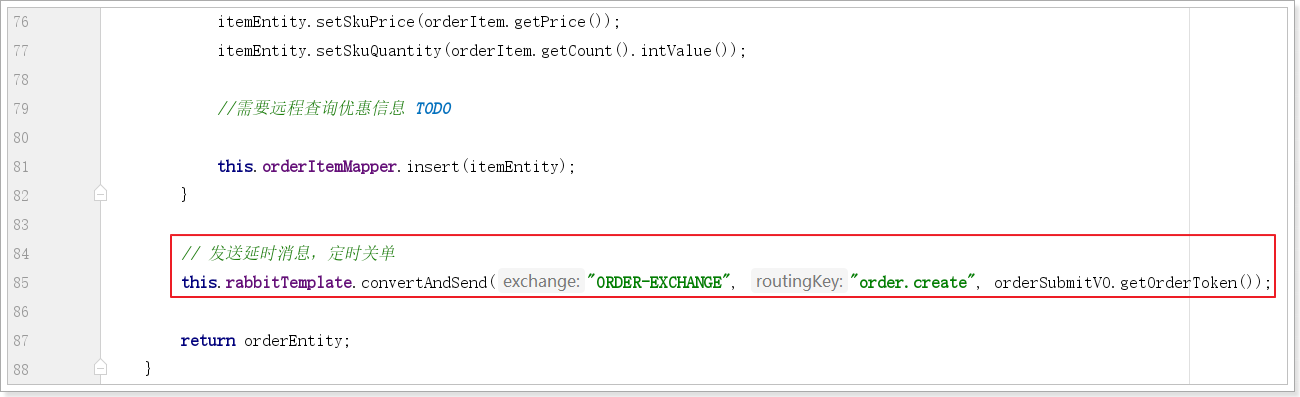 76 itemEntity.setSkuPrice(orderItem.getPrice());
77 itemEntity.setSkuQuantity(orderItem.getCount().intValue());
78
79 //需要远程查询优惠信息 TODO
80
81 this.orderItemMapper.insert(itemEntity);
82 }
83
84 // 发送延时消息，定时关单
85 this.rabbitTemplate.convertAndSend( exchange: "ORDER-EXCHANGE", routingKey: "order.create", orderSubmitVO.getOrderToken());
86
87 return orderEntity;
88 }